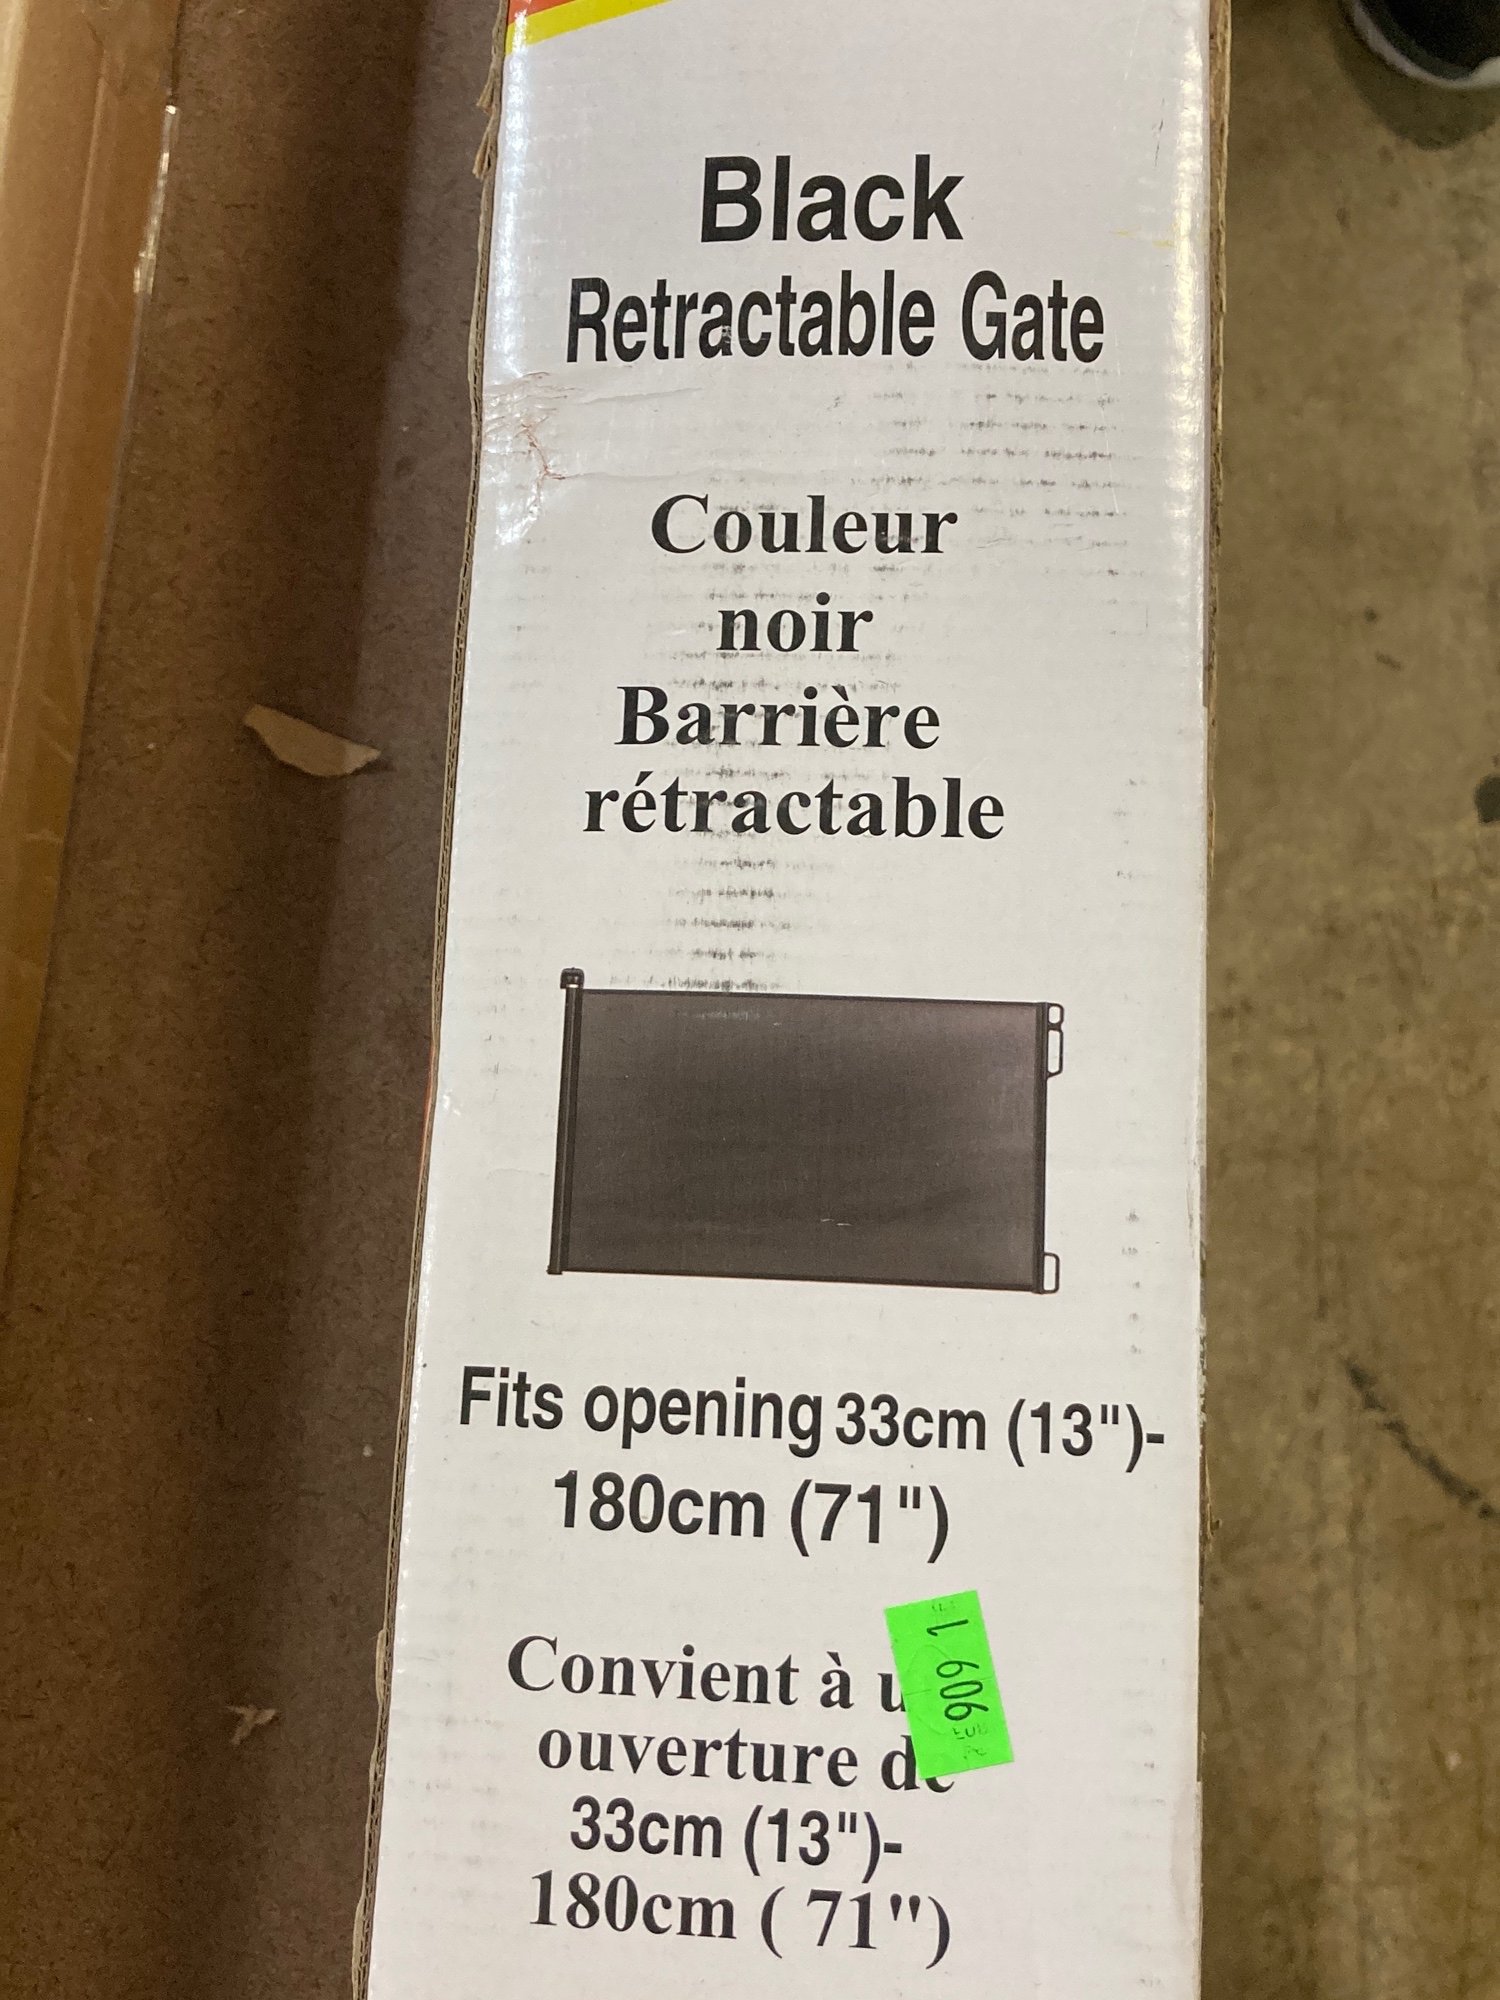 Black
Retractable Gate
Couleur
noir
Barrière
rétractable
Fits opening 33cm (13")-
180cm (71")
Convient à
ouverture de
33cm (13")-
180cm ( 71")